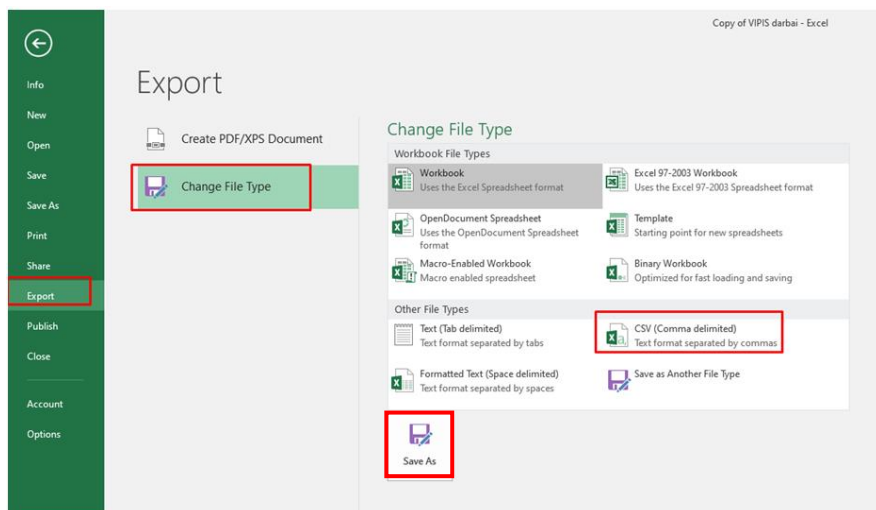 Copy of VIPIS darbai - Excel
Info
New
Open
Save
Save As
Print
Share
Export
Publish
Close
Account
Options
Export
Create PDF/XPS Document
Change File Type
Change File Type
Workbook File Types
Workbook
Uses the Excel Spreadsheet format
Excel 97-2003 Workbook
Uses the Excel 97-2003 Spreadsheet format
OpenDocument Spreadsheet
Uses the OpenDocument Spreadsheet
format
Template
Starting point for new spreadsheets
Macro-Enabled Workbook
Macro enabled spreadsheet
Binary Workbook
Optimized for fast loading and saving
Other File Types
Text (Tab delimited)
Text format separated by tabs
CSV (Comma delimited)
Text format separated by commas
Formatted Text (Space delimited)
Text format separated by spaces
Save as Another File Type
Save As